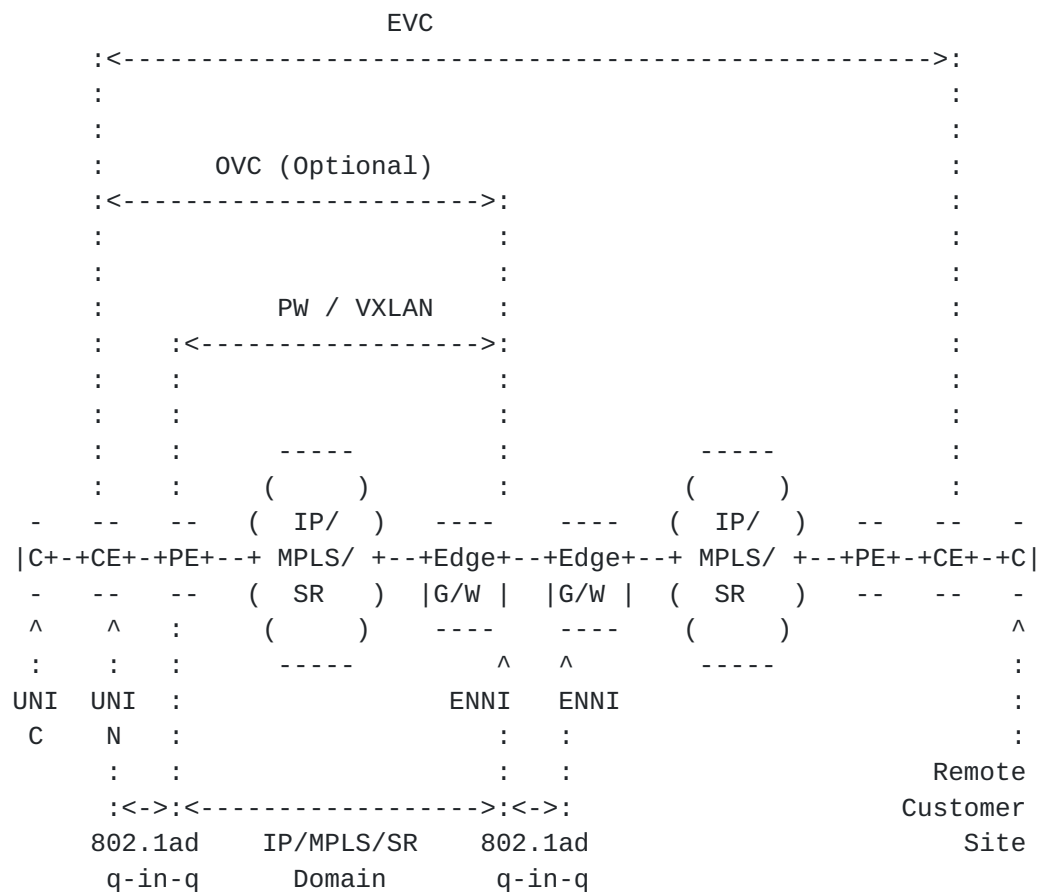 EVC
     :<---------------------------------------------------->:
     :                                                      :
     :                                                      :
     :       OVC (Optional)                                 :
     :<----------------------->:                            :
     :                         :                            :
     :                         :                            :
     :           PW / VXLAN    :                            :
     :    :<------------------>:                            :
     :    :                    :                            :
     :    :                    :                            :
     :    :      -----         :            -----           :
     :    :     (     )        :           (     )          :
 -   --   --   (  IP/  )  ----    ----   (  IP/  )  --   --   -
|C+-+CE+-+PE+--+ MPLS/ +--+Edge+--+Edge+--+ MPLS/ +--+PE+-+CE+-+C|
 -   --   --   (  SR   )  |G/W |  |G/W |  (  SR   )  --   --   -
 ^    ^   :     (     )    ----    ----    (     )            ^
 :    :   :      -----         ^   ^        -----             :
UNI  UNI  :                 ENNI   ENNI                       :
 C    N   :                    :   :                          :
      :   :                    :   :                       Remote
      :<->:<------------------>:<->:                     Customer
     802.1ad    IP/MPLS/SR    802.1ad                        Site
      q-in-q      Domain       q-in-q